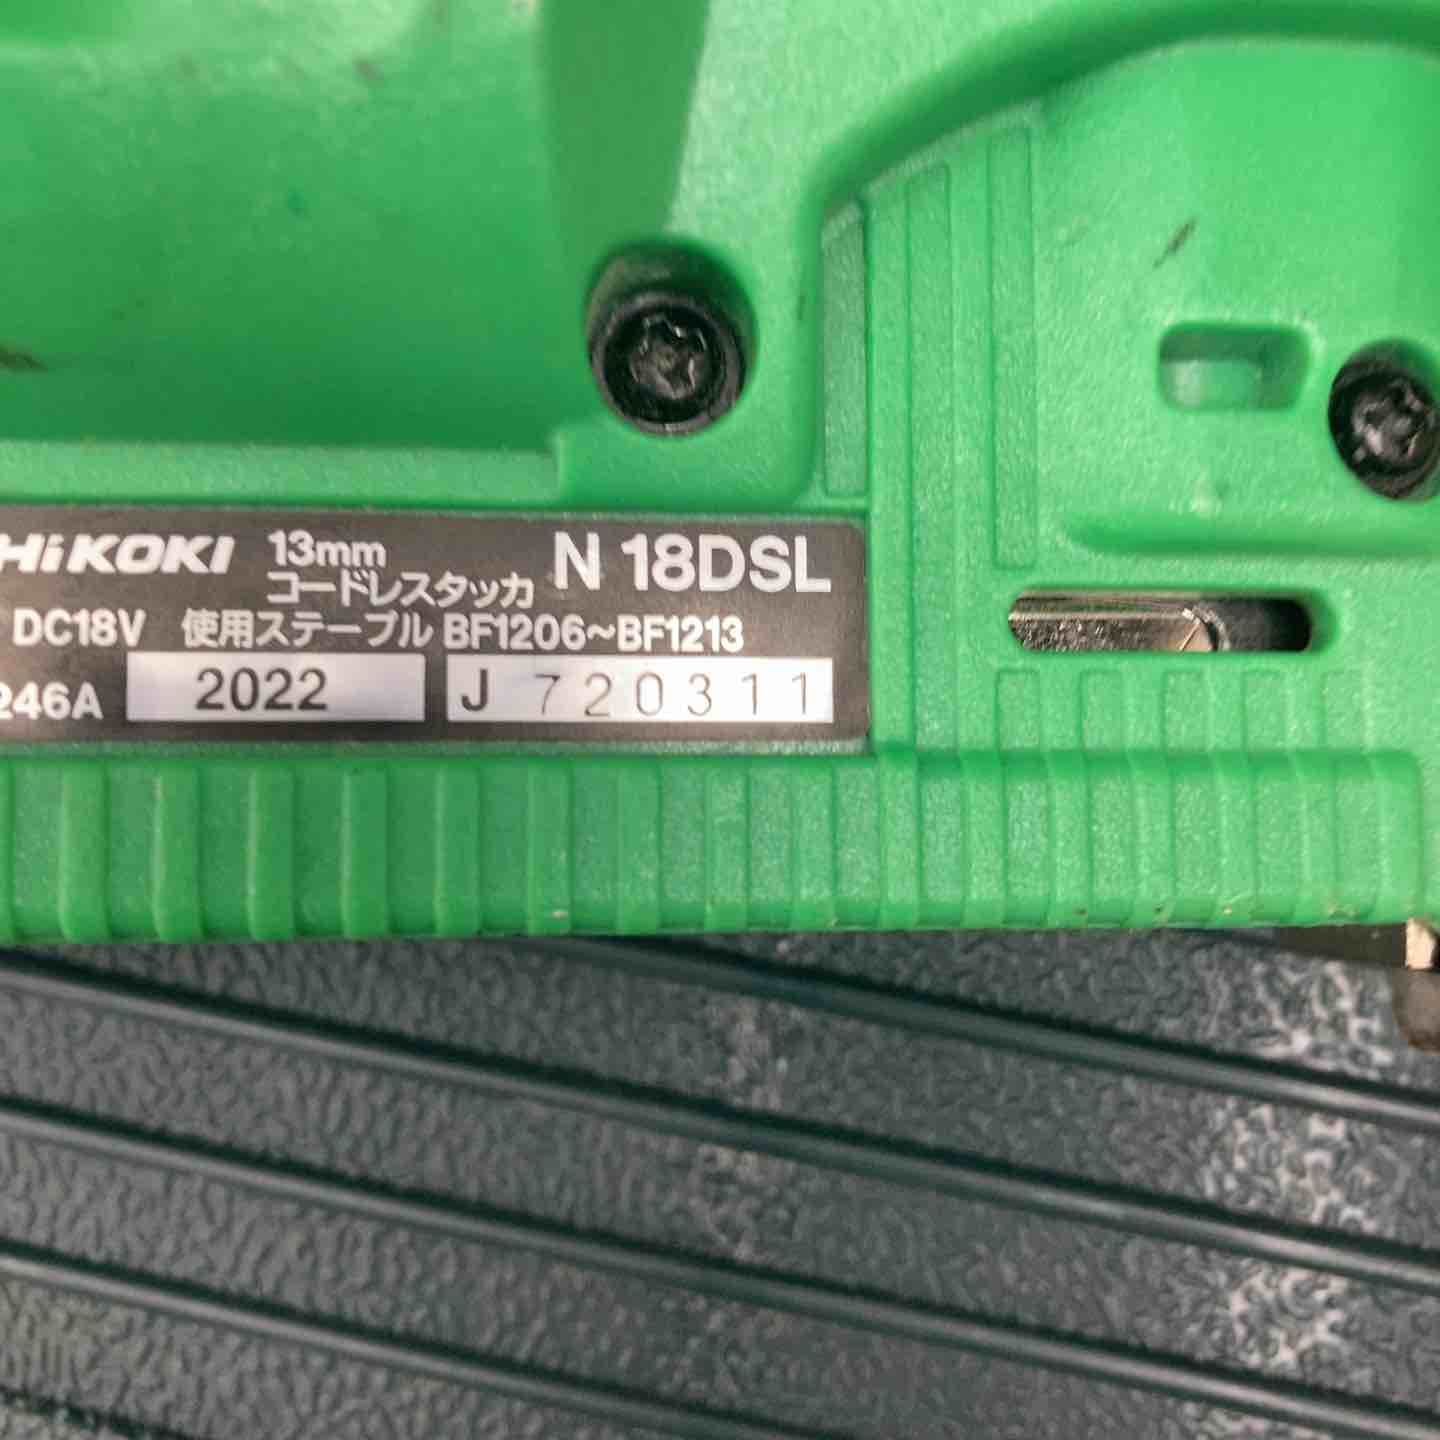 HiKOKI 13mm コードレスタッカ N 18DSL
DC18V 使用ステープル BF1206~BF1213
246A 2022 J 720311